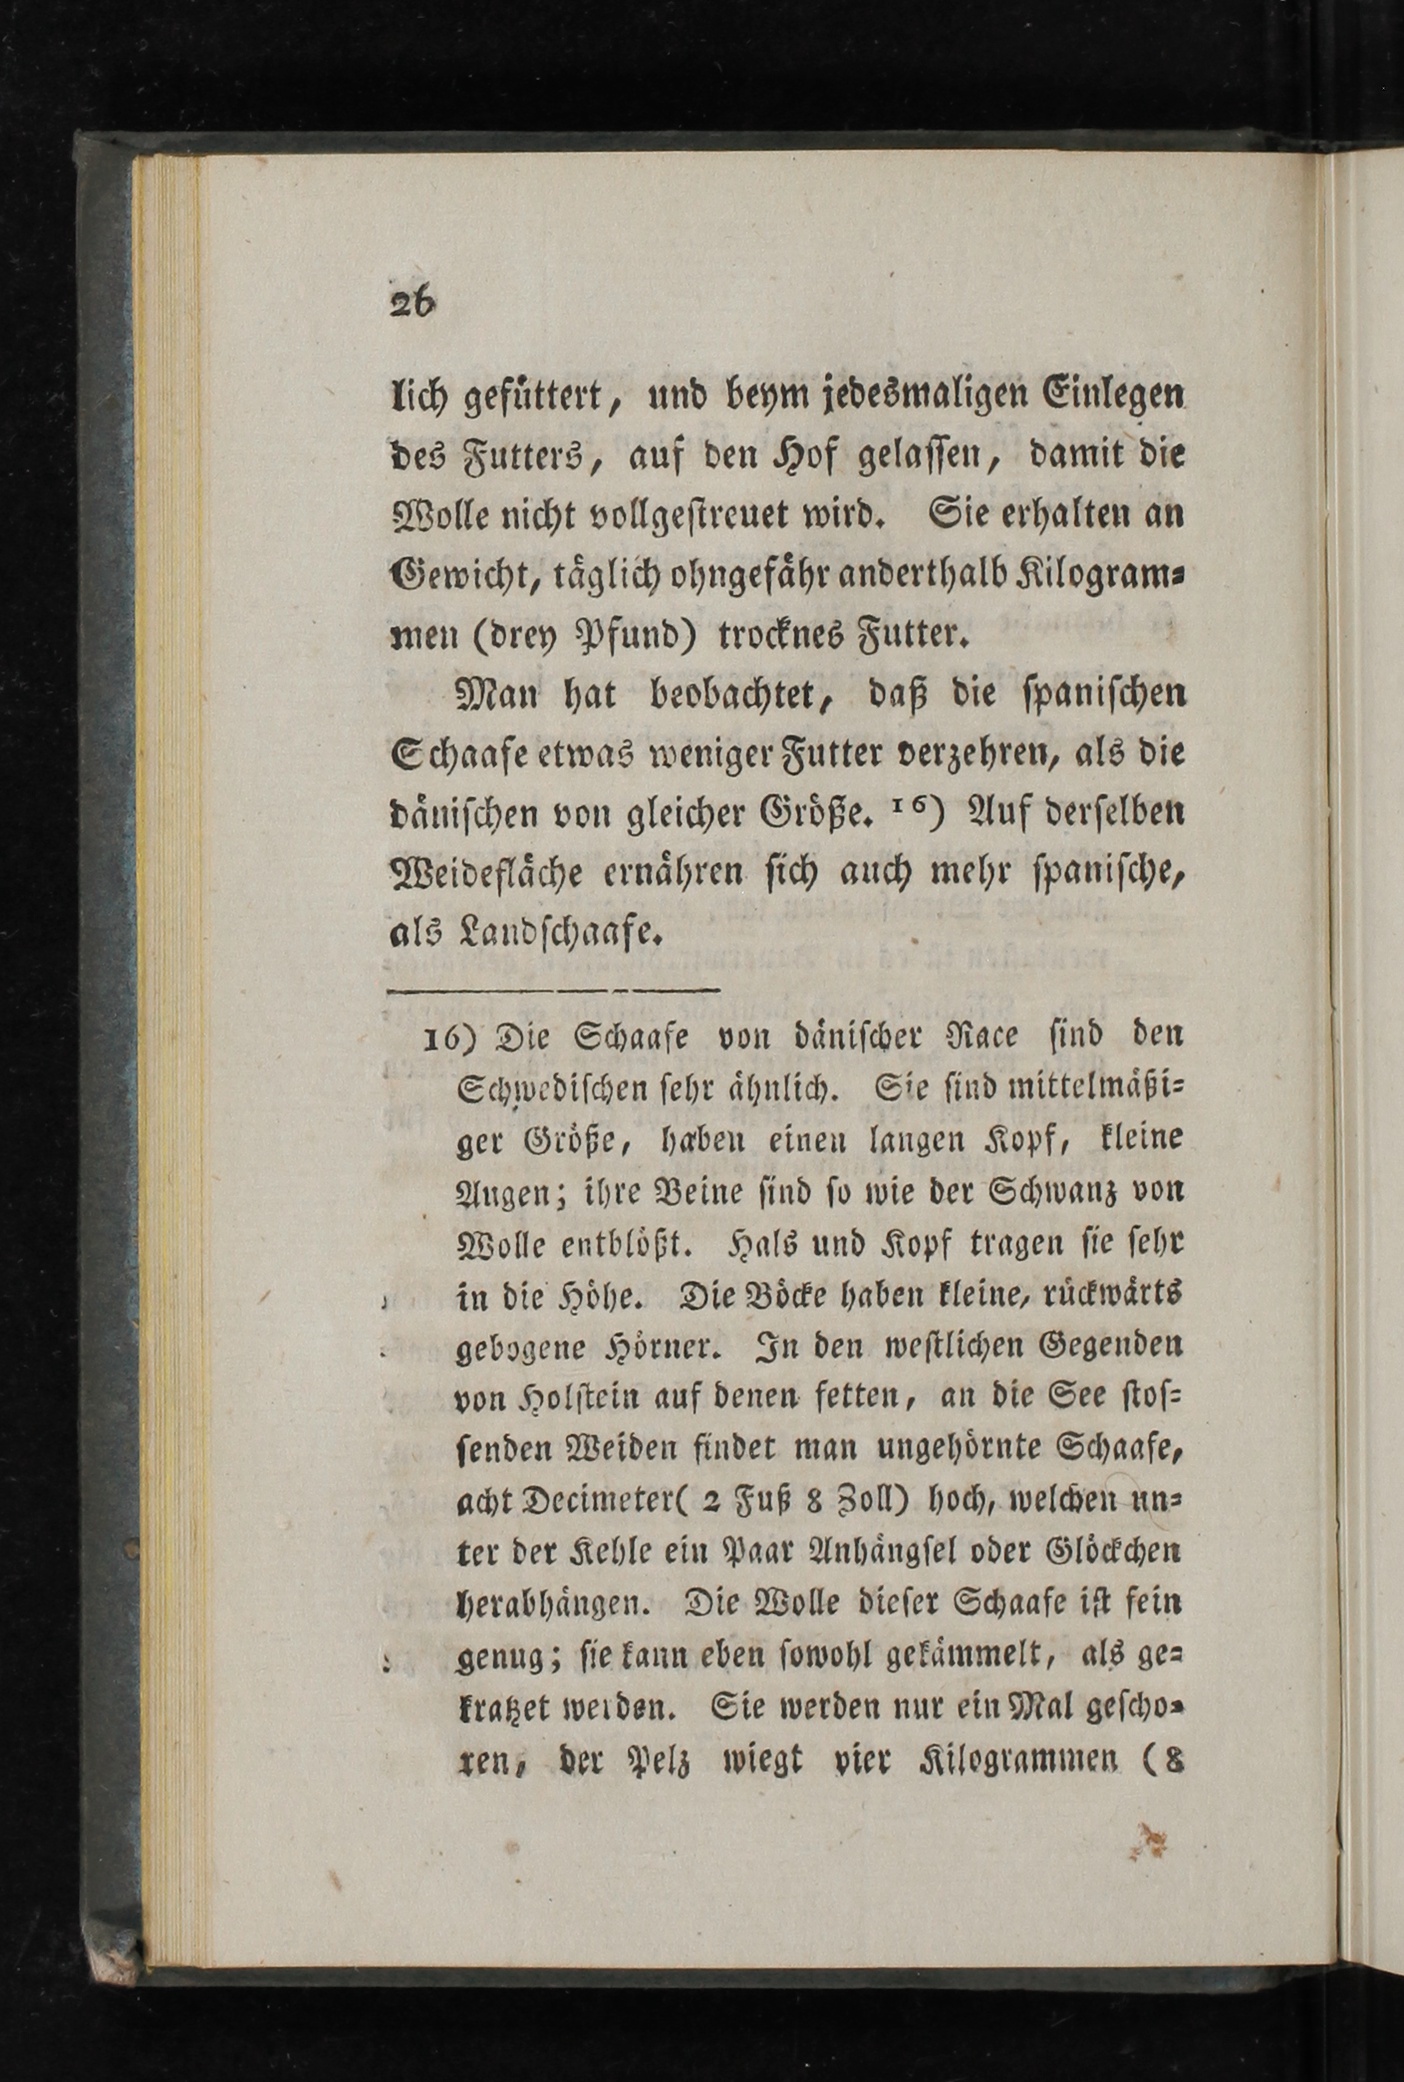 26
lich gefüttert, und beym jedesmaligen Einlegen
des Futters, auf den Hof gelassen, damit die
Wolle nicht vollgestreuet wird. Sie erhalten an
Gewicht, täglich ohngefähr anderthalb Kilogram-
men (drey Pfund) trocknes Futter.
Man hat beobachtet, daß die spanischen
Schaafe etwas weniger Futter verzehren, als die
dänischen von gleicher Größe. 16) Auf derselben
Weidefläche ernähren sich auch mehr spanische,
als Landschaafe.
16) Die Schaafe von dänischer Race sind den
Schwedischen sehr ähnlich. Sie sind mittelmäßi-
ger Größe, haben einen langen Kopf, kleine
Augen; ihre Beine sind so wie der Schwanz von
Wolle entblößt. Hals und Kopf tragen sie sehr
in die Höhe. Die Böcke haben kleine, rückwärts
gebogene Hörner. In den westlichen Gegenden
von Holstein auf denen fetten, an die See stos-
senden Weiden findet man ungehörnte Schaafe,
acht Decimeter( 2 Fuß 8 Zoll) hoch, welchen un-
ter der Kehle ein Paar Anhängsel oder Glöckchen
herabhängen. Die Wolle dieser Schaafe ist fein
genug; sie kann eben sowohl gekämmelt, als ge-
kratzet werden. Sie werden nur ein Mal gescho-
ren, der Pelz wiegt vier Kilogrammen (8